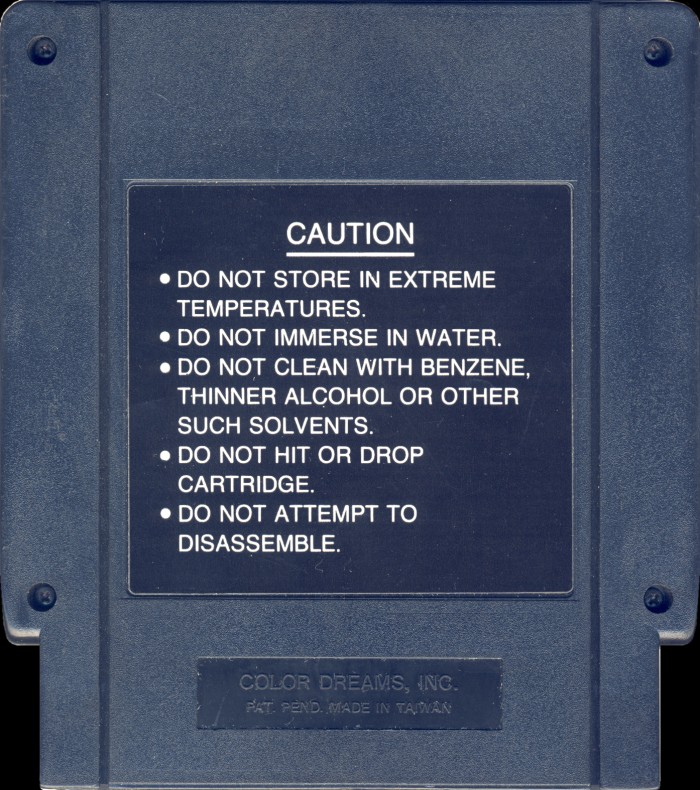 CAUTION
• DO NOT STORE IN EXTREME
TEMPERATURES.
• DO NOT IMMERSE IN WATER.
• DO NOT CLEAN WITH BENZENE,
THINNER ALCOHOL OR OTHER
SUCH SOLVENTS.
• DO NOT HIT OR DROP
CARTRIDGE.
• DO NOT ATTEMPT TO
DISASSEMBLE.
COLOR DREAMS, INC.
PAT. PEND. MADE IN TAIWAN